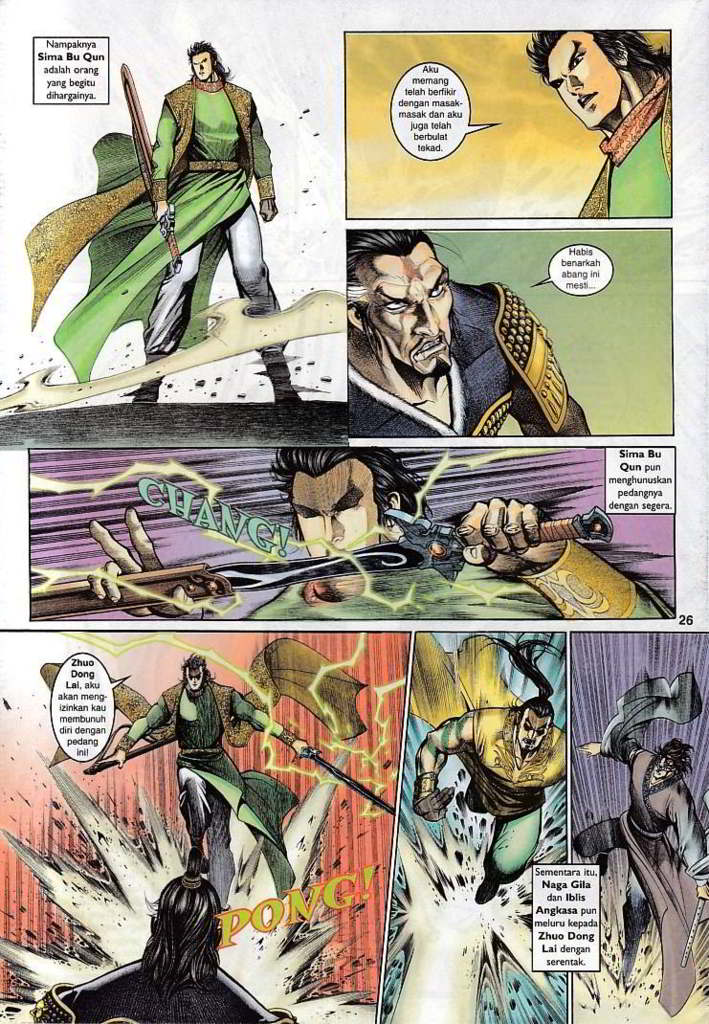 Nampaknya
Sima Bu Qun
adalah orang
yang begitu
dihargainya.
Aku
memang
telah berfikir
dengan masak-
masak dan aku
juga telah
berbulat
tekad.
Habis
benarkah
abang ini
mesti...
Sima Bu
Qun pun
menghunuskan
pedangnya
dengan segera.
CHANG!
26
Zhuo
Dong
Lai, aku
akan meng-
izinkan kau
membunuh
diri dengan
pedang
ini!
PONG!
Sementara itu,
Naga Gila
dan Iblis
Angkasa pun
meluru kepada
Zhuo Dong
Lai dengan
serentak.